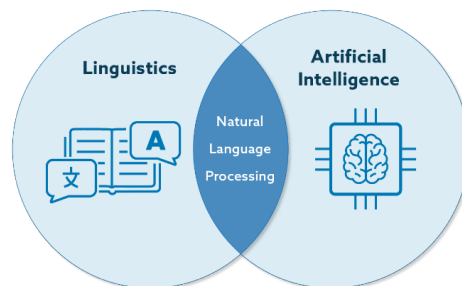 Linguistics
Artificial
Intelligence
Natural
Language
Processing
A
文